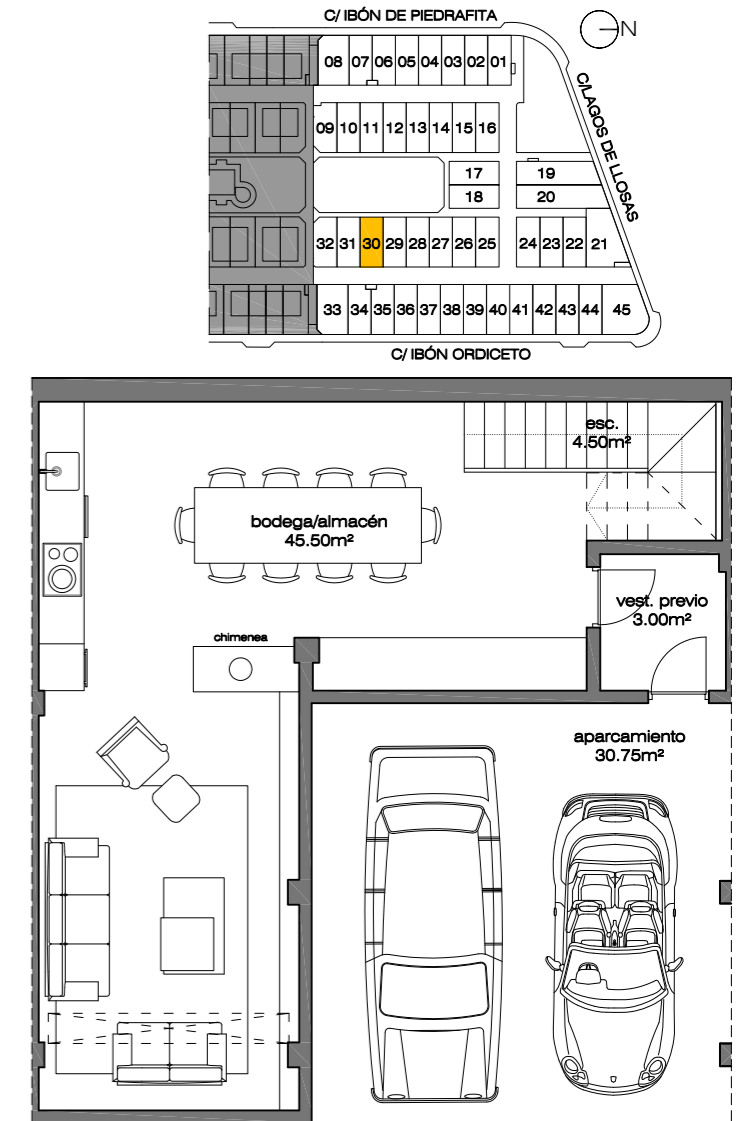 C/ IBÓN DE PIEDRAFITA
N
08 07 06 05 04 03 02 01
C/LAGOS DE LLOSAS
09 10 11 12 13 14 15 16
17 19
18 20
32 31 30 29 28 27 26 25 24 23 22 21
33 34 35 36 37 38 39 40 41 42 43 44 45
C/ IBÓN ORDICETO
esc.
4.50m²
bodega/almacén
45.50m²
vest. previo
3.00m²
chimenea
aparcamiento
30.75m²